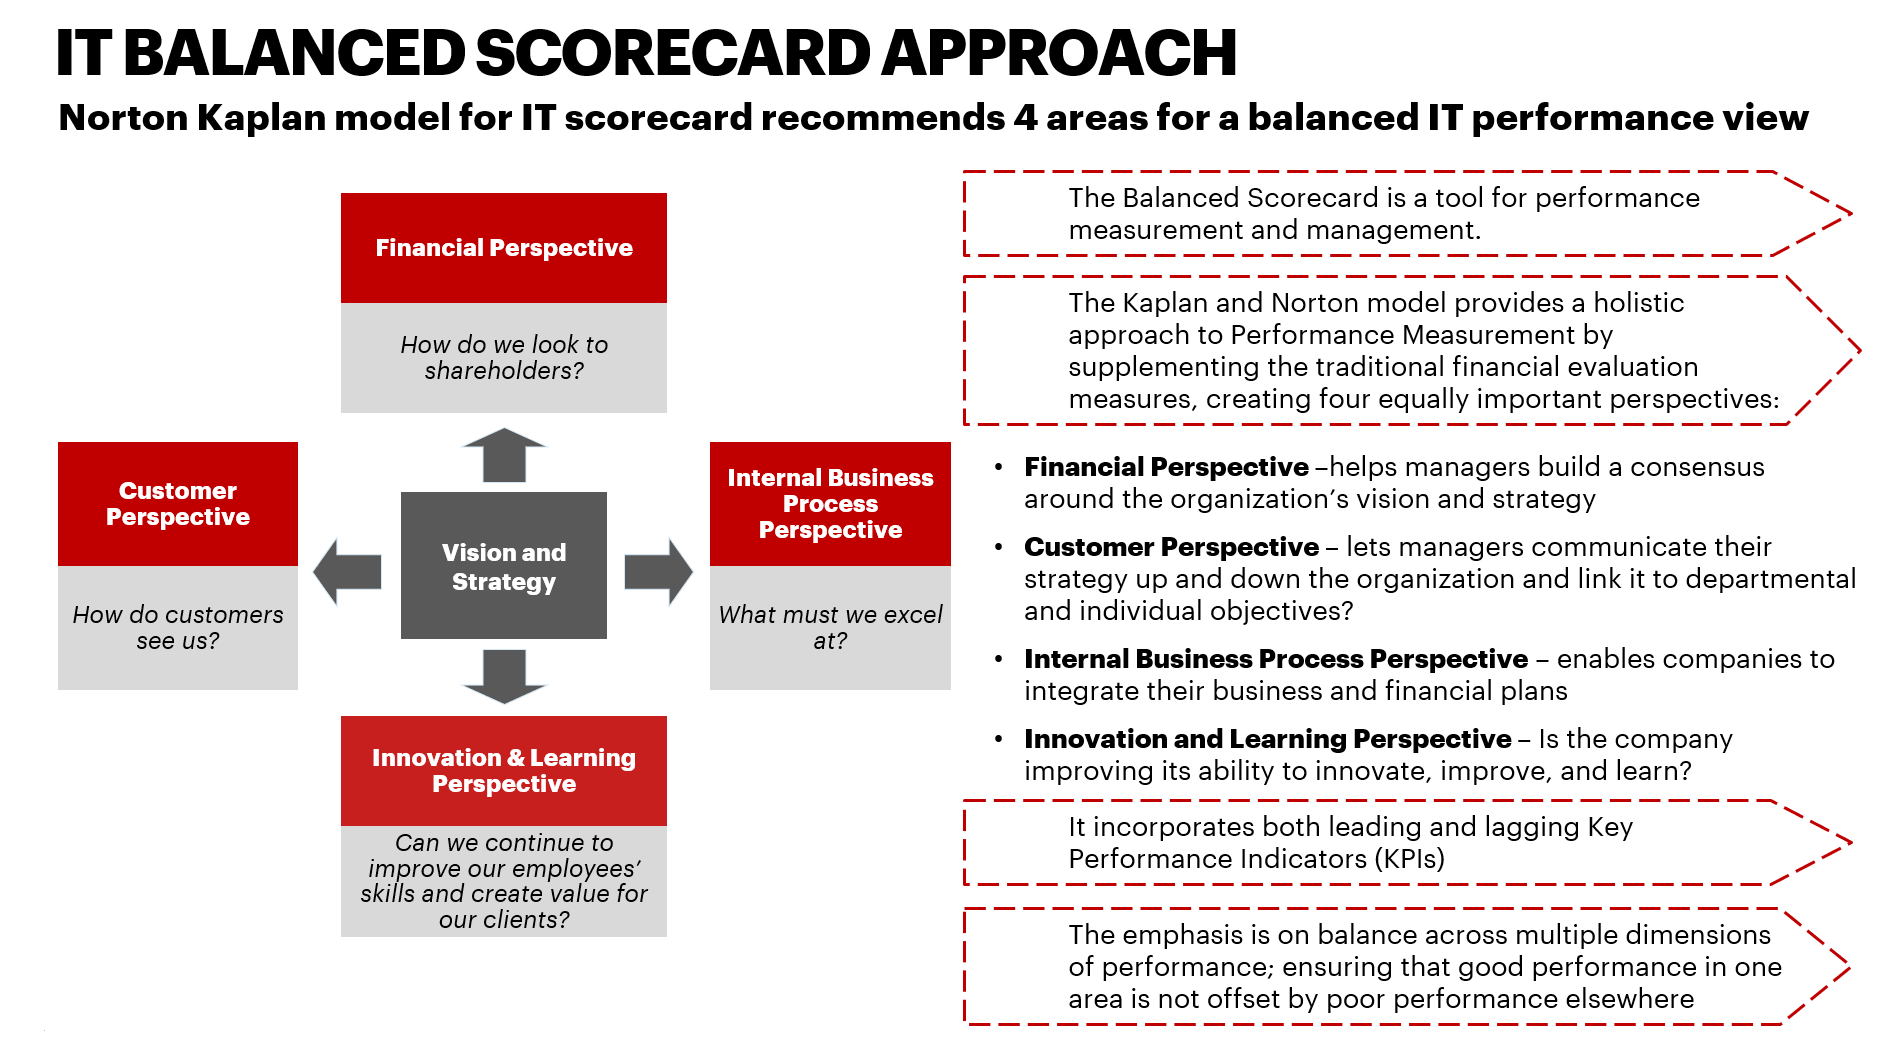 IT BALANCED SCORECARD APPROACH
Norton Kaplan model for IT scorecard recommends 4 areas for a balanced IT performance view
Financial Perspective
How do we look to
shareholders?
Customer
Perspective
How do customers
see us?
Vision and
Strategy
Internal Business
Process
Perspective
What must we excel
at?
Innovation & Learning
Perspective
Can we continue to
improve our employees’
skills and create value for
our clients?
The Balanced Scorecard is a tool for performance
measurement and management.
The Kaplan and Norton model provides a holistic
approach to Performance Measurement by
supplementing the traditional financial evaluation
measures, creating four equally important perspectives:
• Financial Perspective –helps managers build a consensus
around the organization’s vision and strategy
• Customer Perspective – lets managers communicate their
strategy up and down the organization and link it to departmental
and individual objectives?
• Internal Business Process Perspective – enables companies to
integrate their business and financial plans
• Innovation and Learning Perspective – Is the company
improving its ability to innovate, improve, and learn?
It incorporates both leading and lagging Key
Performance Indicators (KPIs)
The emphasis is on balance across multiple dimensions
of performance; ensuring that good performance in one
area is not offset by poor performance elsewhere